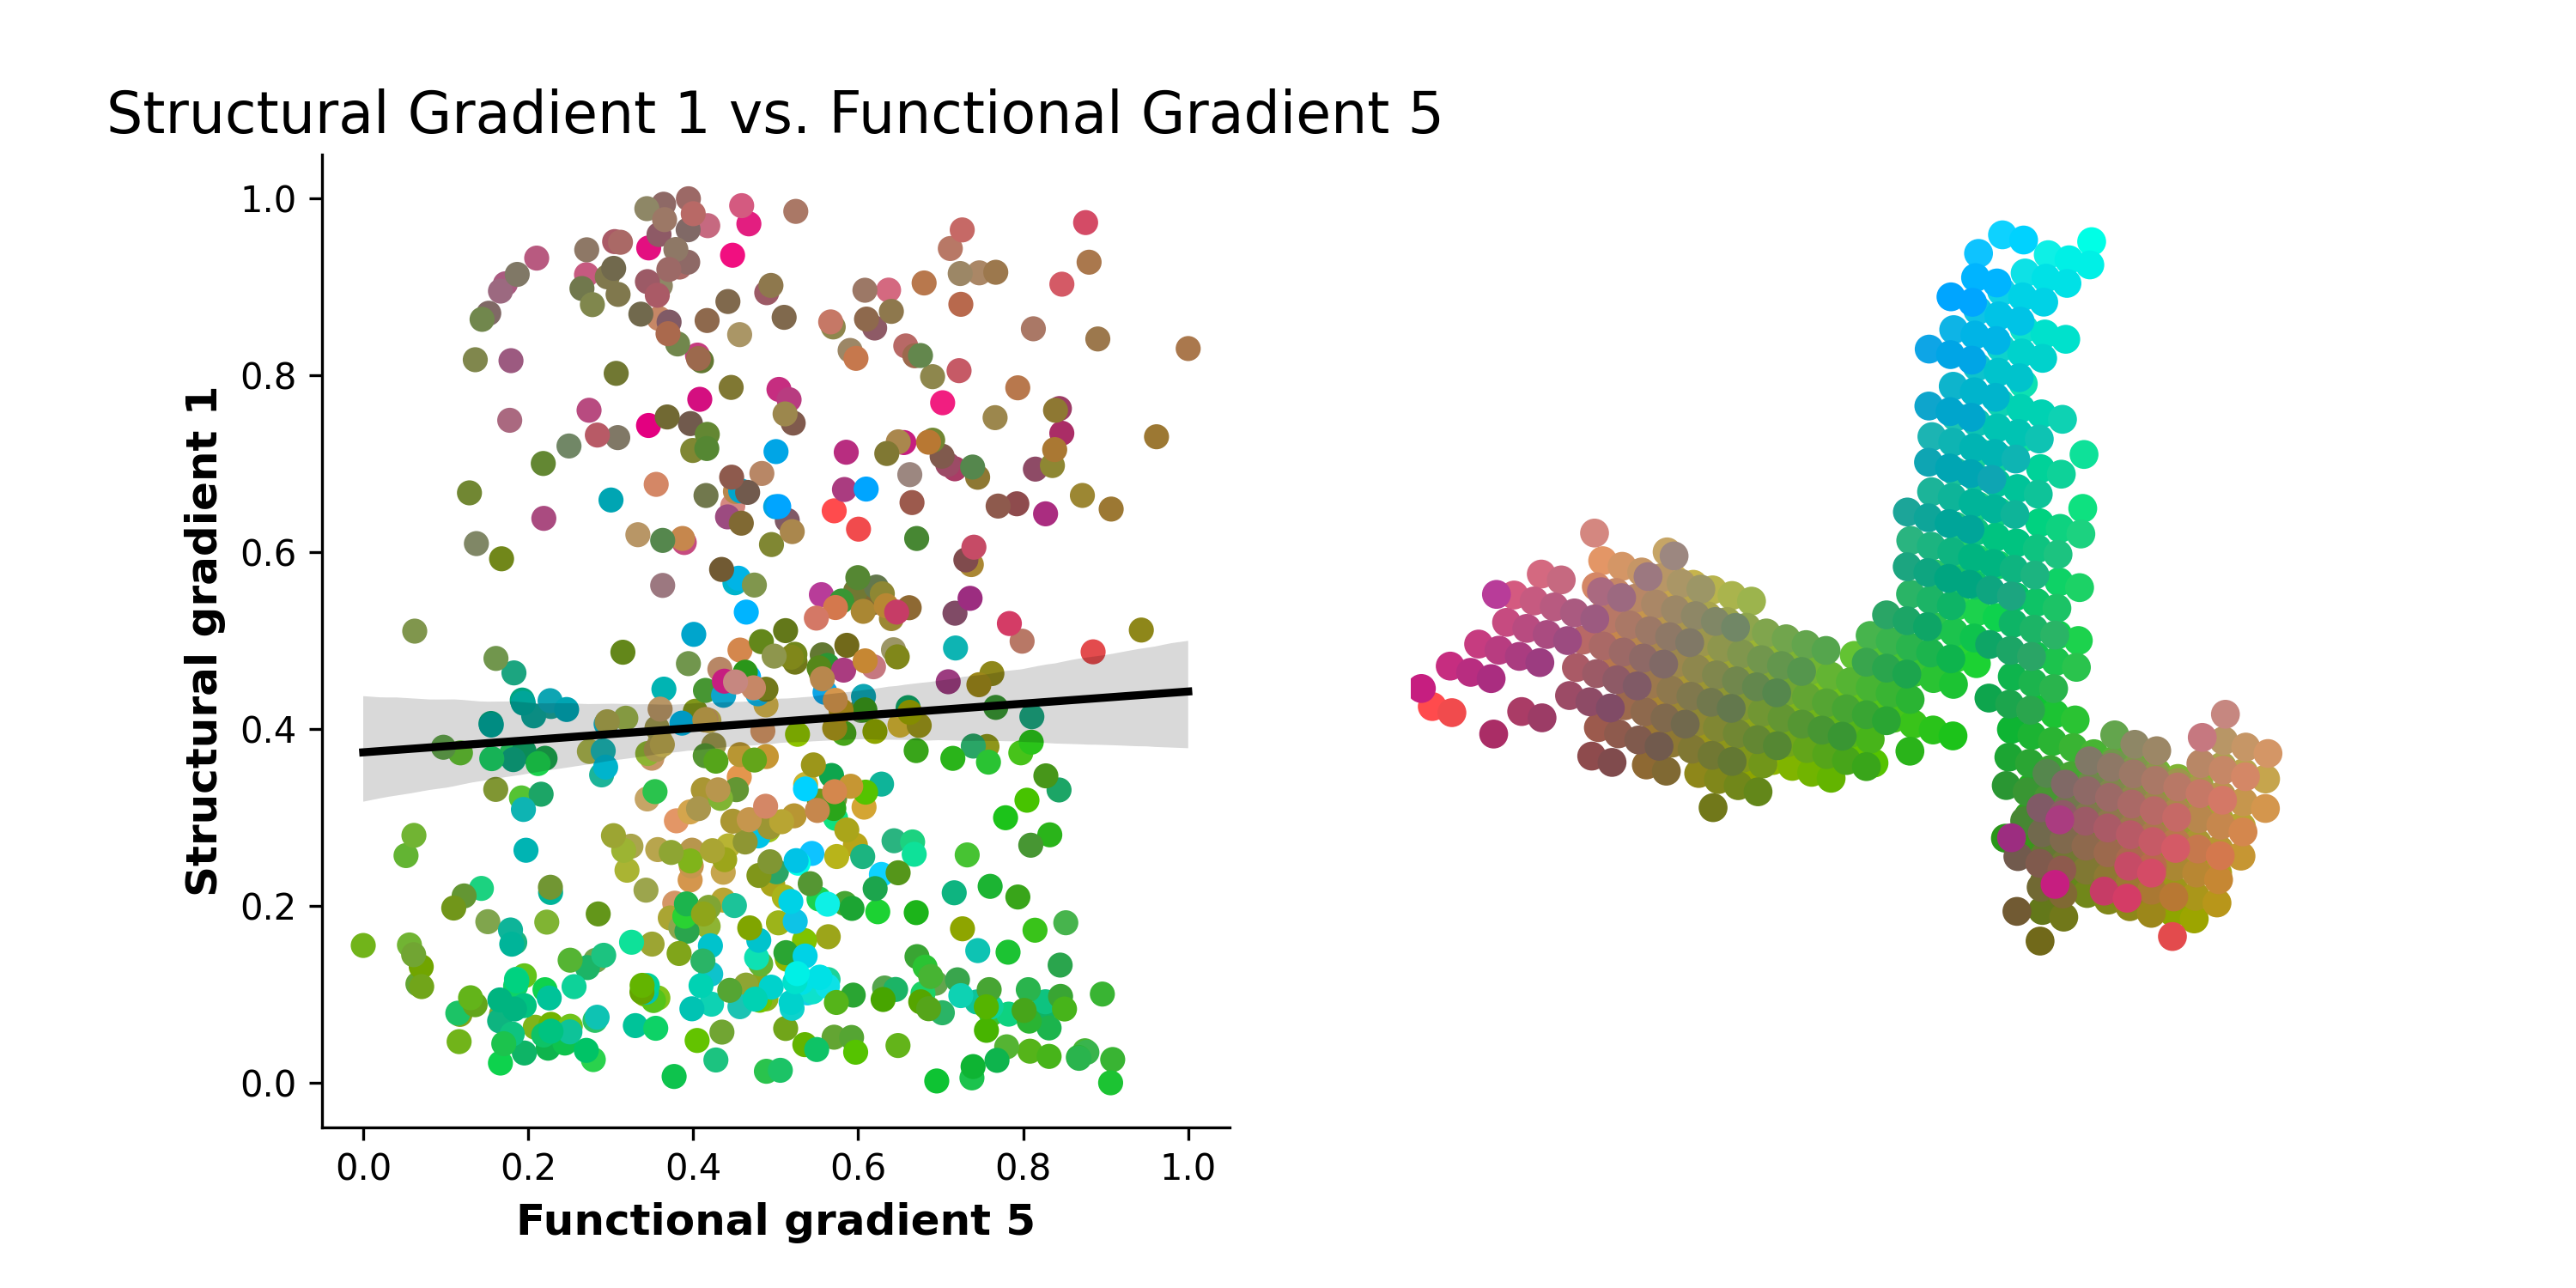 Structural Gradient 1 vs. Functional Gradient 5
Structural gradient 1
1.0
0.8
0.6
0.4
0.2
0.0
0.0 0.2 0.4 0.6 0.8 1.0
Functional gradient 5